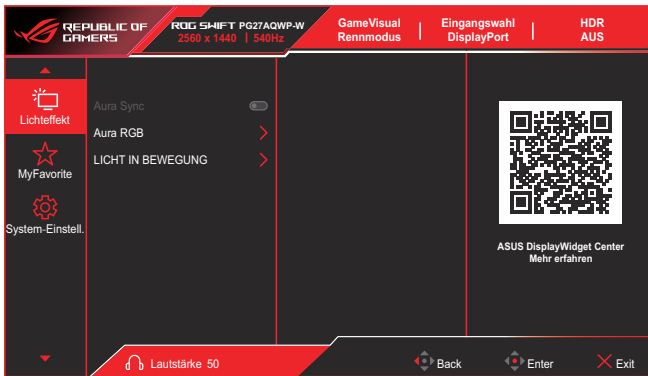 REPUBLIC OF
GAMERS
ROG SWIFT PG27AQWP-W
2560 x 1440 | 540Hz
GameVisual
Rennmodus
Eingangswahl
DisplayPort
HDR
AUS
Lichteffekt
MyFavorite
System-Einstell.
Aura Sync
Aura RGB
LICHT IN BEWEGUNG
ASUS DisplayWidget Center
Mehr erfahren
Lautstärke 50
Back
Enter
Exit